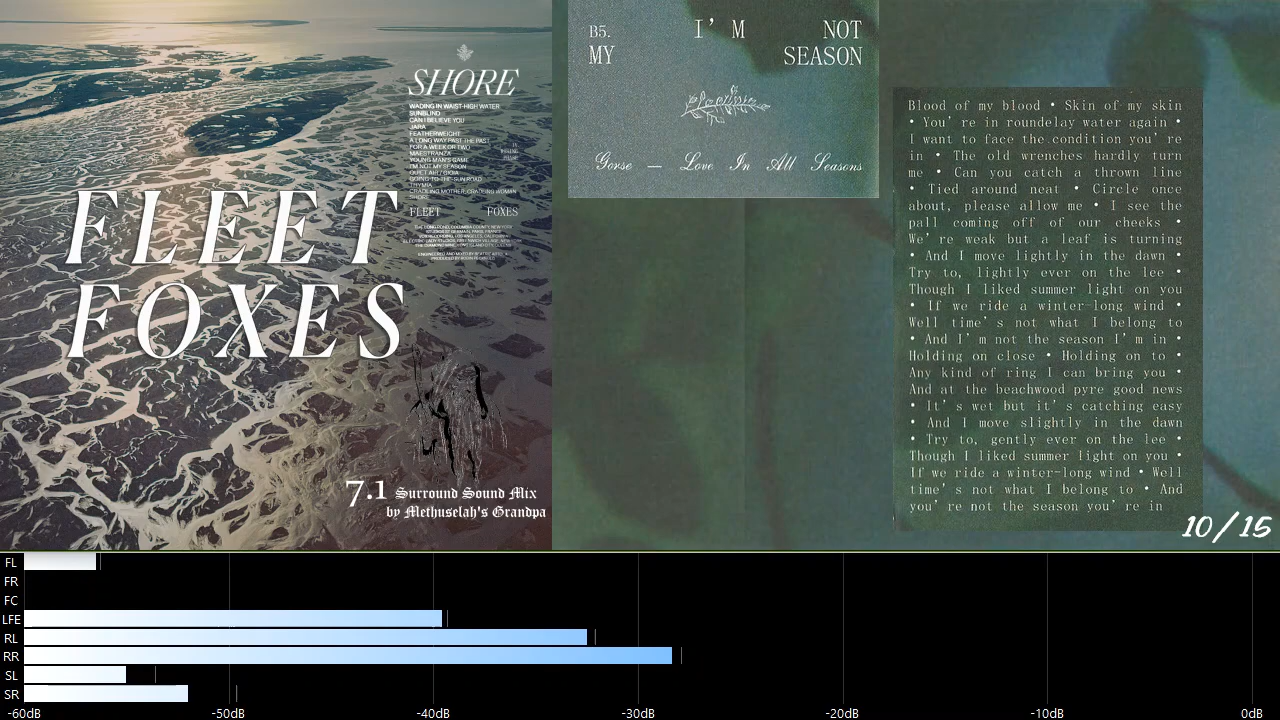 SHORE
WADING IN WAIST-HIGH WATER
SUNBLIND
CAN I BELIEVE YOU
JARA
FEATHERWEIGHT
A LONG WAY PAST THE PAST
FOR A WEEK OR TWO
MAESTRANZA
YOUNG MAN'S GAME
I'M NOT MY SEASON
QUIET AIR / GIOIA
GOING-TO-THE-SUN ROAD
THYMIA
CRADLING MOTHER, CRADLING WOMAN
SHORE
FLEET FOXES
FLEET
FOXES
7.1 Surround Sound Mix
by Methuselah's Grandpa
B5. I'M NOT
MY SEASON
Gorse — Love In All Seasons
Blood of my blood • Skin of my skin
• You're in roundelay water again •
I want to face the condition you're
in • The old wrenches hardly turn
me • Can you catch a thrown line
• Tied around neat • Circle once
about, please allow me • I see the
pall coming off of our cheeks •
We're weak but a leaf is turning
• And I move lightly in the dawn •
Try to, lightly ever on the lee •
Though I liked summer light on you
• If we ride a winter-long wind •
Well time's not what I belong to
• And I'm not the season I'm in •
Holding on close • Holding on to •
Any kind of ring I can bring you •
And at the beachwood pyre good news
• It's wet but it's catching easy
• And I move slightly in the dawn
• Try to, gently ever on the lee •
Though I liked summer light on you •
If we ride a winter-long wind • Well
time's not what I belong to • And
you're not the season you're in
10/15
FL
FR
FC
LFE
RL
RR
SL
SR
-60dB -50dB -40dB -30dB -20dB -10dB 0dB